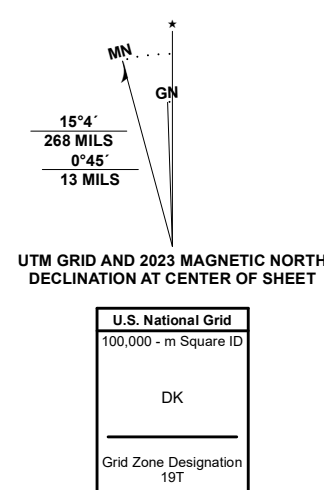 ★
MN
GN
15°4´
268 MILS
0°45´
13 MILS
UTM GRID AND 2023 MAGNETIC NORTH
DECLINATION AT CENTER OF SHEET
U.S. National Grid
100,000 - m Square ID
DK
Grid Zone Designation
19T